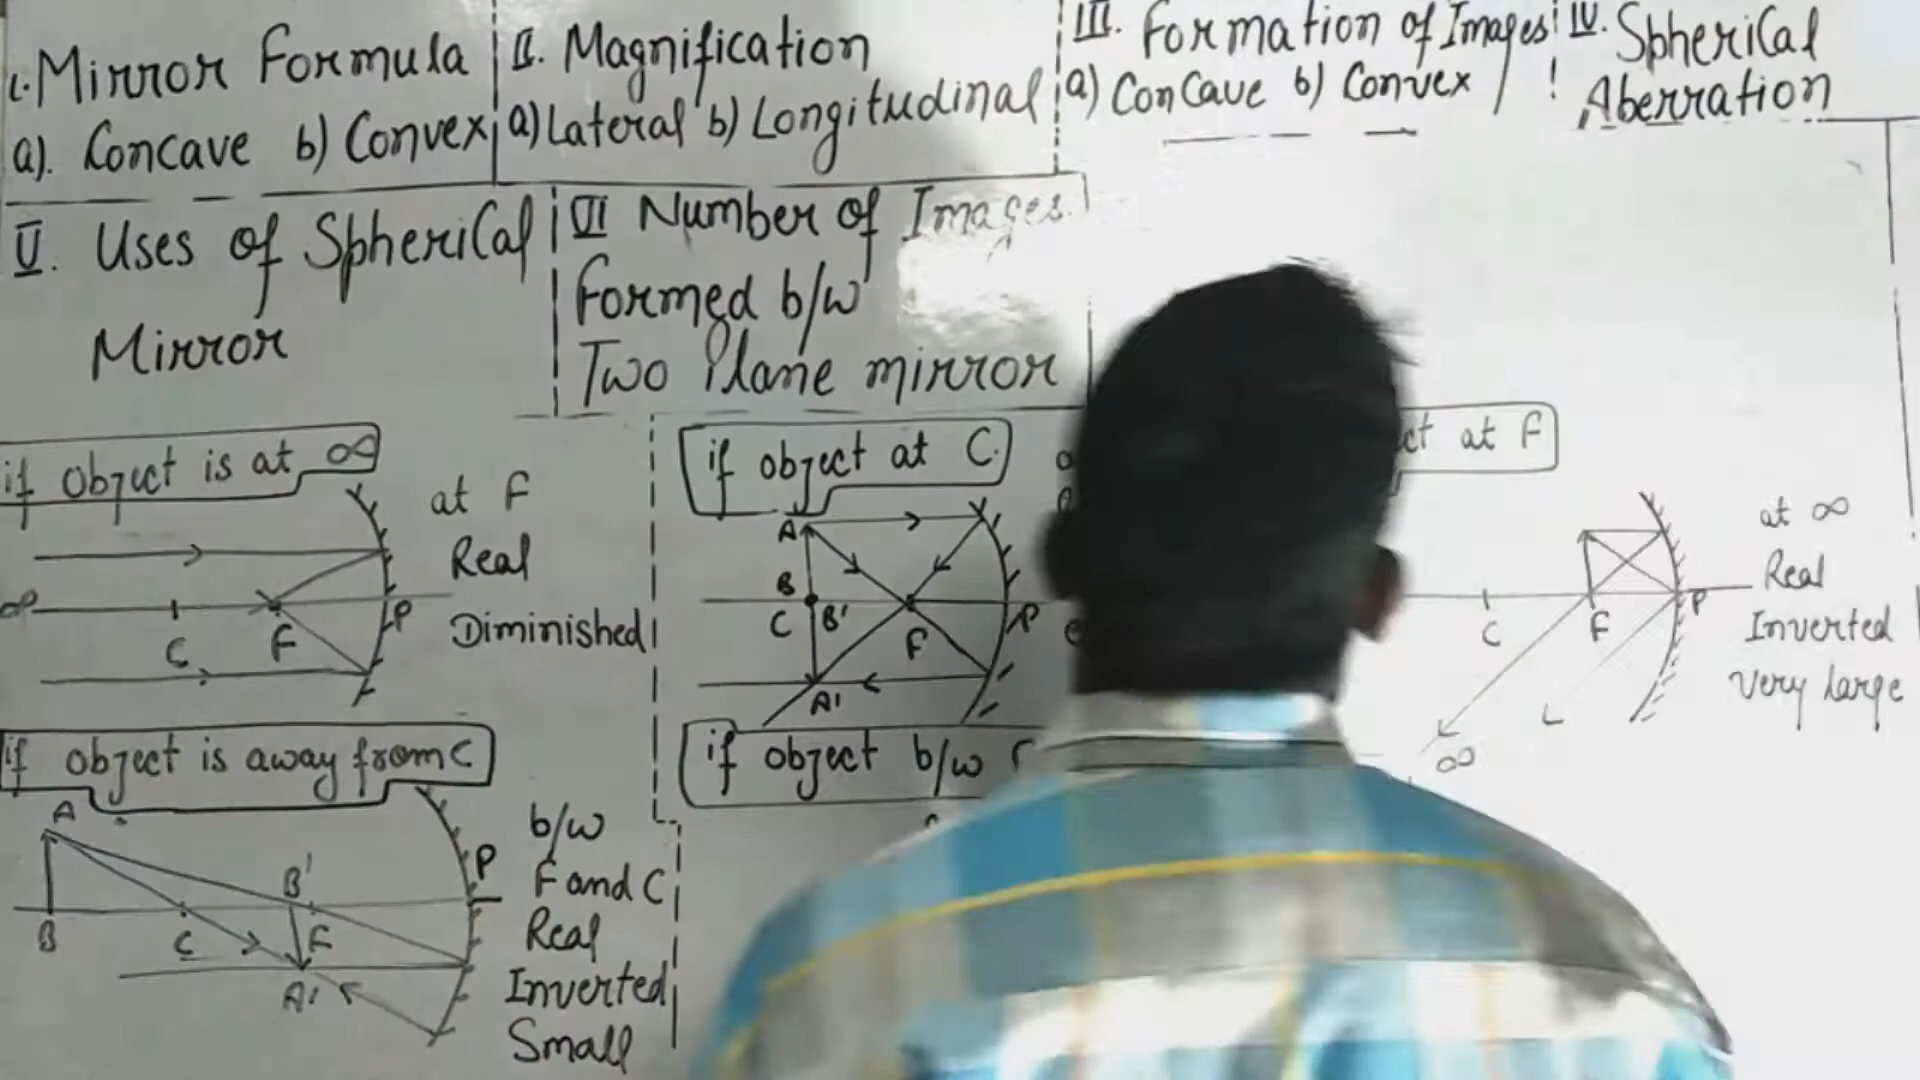 i. Mirror Formula
a). Concave b) Convex
II. Magnification
a) Lateral b) Longitudinal
III. Formation of Images
a) Concave b) Convex
IV. Spherical
Aberration
V. Uses of Spherical
Mirror
VI Number of Images
Formed b/w
Two Plane mirror
if object is at ∞
at F
Real
Diminished
∞
C
F
P
if object is away from C
A
B
C
B'
F
A'
P
b/w
F and C
Real
Inverted
Small
if object at C
A
B
C
B'
F
P
A'
if object b/w
at F
C
F
P
∞
at ∞
Real
Inverted
Very large